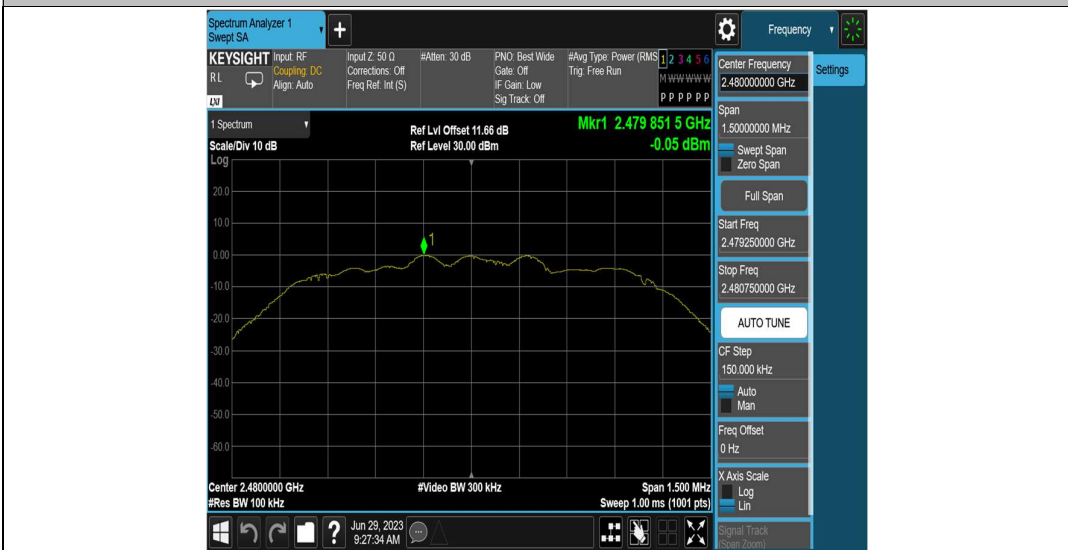 Spectrum Analyzer 1
Swept SA
Frequency
KEYSIGHT
RL
LXI
Input: RF
Coupling: DC
Align: Auto
Input Z: 50 Ω
Corrections: Off
Freq Ref: Int (S)
#Atten: 30 dB
PNO: Best Wide
Gate: Off
IF Gain: Low
Sig Track: Off
#Avg Type: Power (RMS
Trig: Free Run
1 2 3 4 5 6
M W W W W W
P P P P P P
1 Spectrum
Scale/Div 10 dB
Ref Lvl Offset 11.66 dB
Ref Level 30.00 dBm
Mkr1 2.479 851 5 GHz
-0.05 dBm
Log
20.0
10.0
0.00
-10.0
-20.0
-30.0
-40.0
-50.0
-60.0
1
Center 2.4800000 GHz
#Res BW 100 kHz
#Video BW 300 kHz
Span 1.500 MHz
Sweep 1.00 ms (1001 pts)
Center Frequency
2.480000000 GHz
Settings
Span
1.50000000 MHz
Swept Span
Zero Span
Full Span
Start Freq
2.479250000 GHz
Stop Freq
2.480750000 GHz
AUTO TUNE
CF Step
150.000 kHz
Auto
Man
Freq Offset
0 Hz
X Axis Scale
Log
Lin
Signal Track
(Span Zoom)
?
Jun 29, 2023
9:27:34 AM